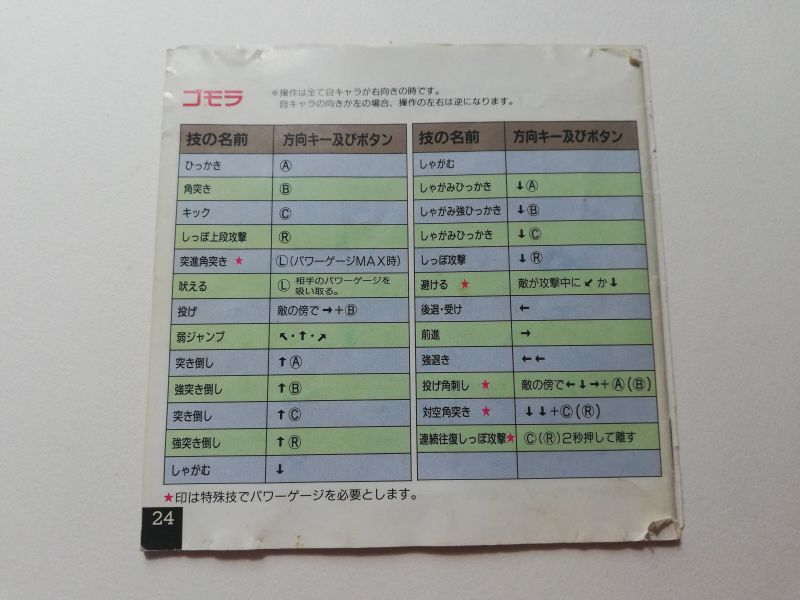 ゴモラ
※操作は全て自キャラが右向きの時です。
自キャラの向きが左の場合、操作の左右は逆になります。
技の名前 方向キー及びボタン
ひっかき Ⓐ
角突き Ⓑ
キック Ⓒ
しっぽ上段攻撃 Ⓡ
突進角突き ★ Ⓛ(パワーゲージMAX時)
吠える Ⓛ 相手のパワーゲージを
吸い取る。
投げ 敵の傍で→+Ⓑ
弱ジャンプ ↖・↑・↗
突き倒し ↑Ⓐ
強突き倒し ↑Ⓑ
突き倒し ↑Ⓒ
強突き倒し ↑Ⓡ
しゃがむ ↓
技の名前 方向キー及びボタン
しゃがむ
しゃがみひっかき ↓Ⓐ
しゃがみ強ひっかき ↓Ⓑ
しゃがみひっかき ↓Ⓒ
しっぽ攻撃 ↓Ⓡ
避ける ★ 敵が攻撃中に↙か↓
後退・受け ←
前進 →
強退き ←←
投げ角刺し ★ 敵の傍で←↓→+Ⓐ(Ⓑ)
対空角突き ★ ↓↓+Ⓒ(Ⓡ)
連続往復しっぽ攻撃★ Ⓒ(Ⓡ)2秒押して離す
★印は特殊技でパワーゲージを必要とします。
24